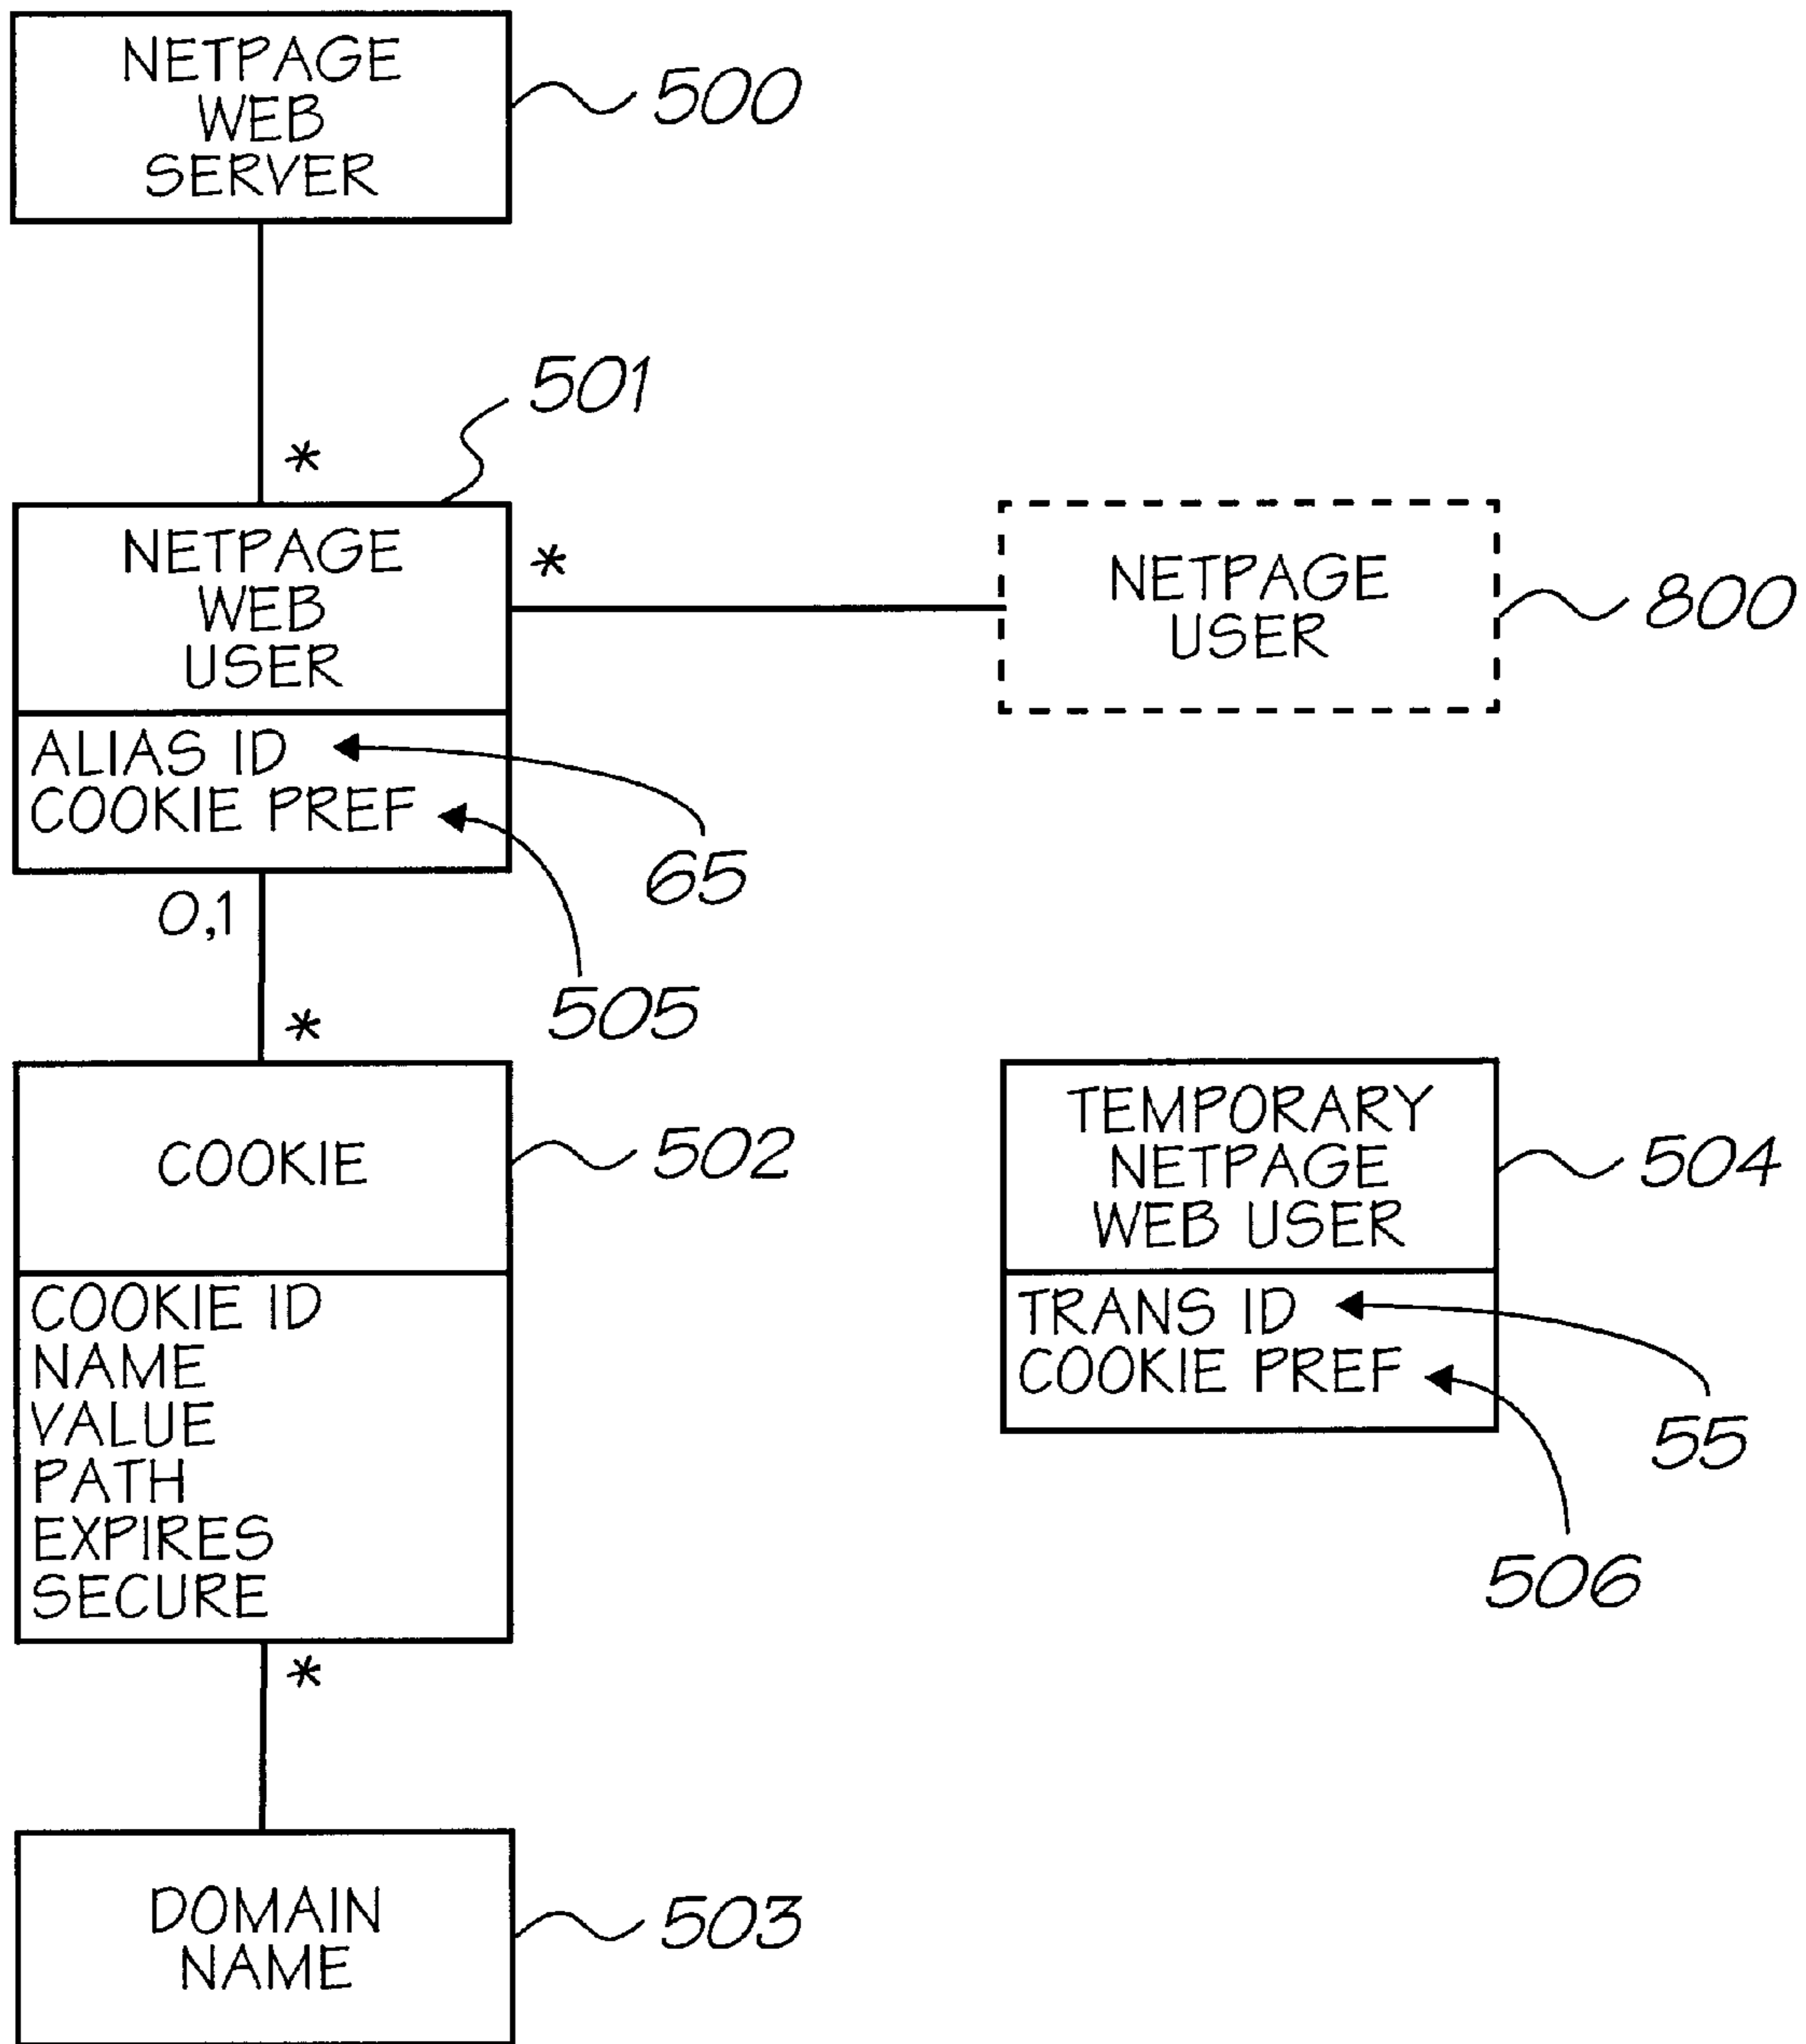 NETPAGE
WEB
SERVER
500
501
*
NETPAGE
WEB
USER
*
NETPAGE
USER
800
ALIAS ID
COOKIE PREF
65
505
0,1
*
COOKIE
502
COOKIE ID
NAME
VALUE
PATH
EXPIRES
SECURE
*
TEMPORARY
NETPAGE
WEB USER
504
TRANS ID
COOKIE PREF
55
506
DOMAIN
NAME
503